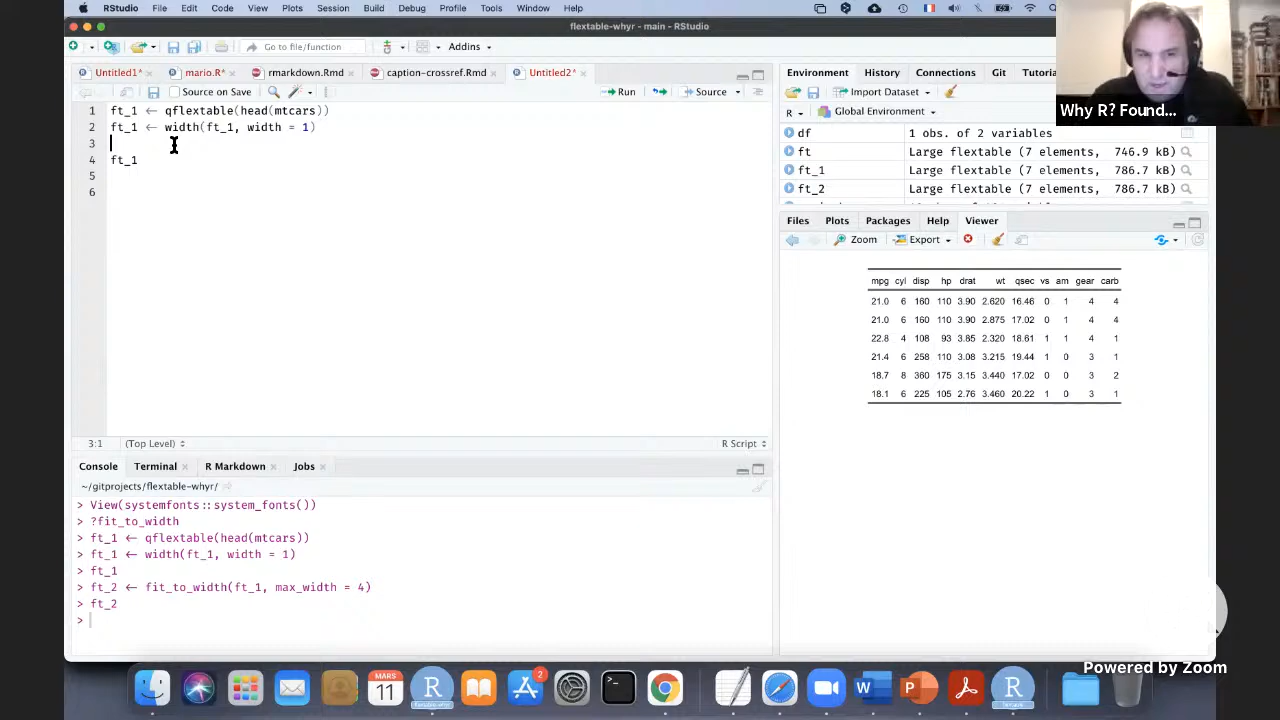 RStudio File Edit Code View Plots Session Build Debug Profile Tools Window Help
flextable-whyr - main - RStudio
Go to file/function Addins
Untitled1* mario.R* rmarkdown.Rmd caption-crossref.Rmd Untitled2*
Source on Save Run Source
1 ft_1 ← qflextable(head(mtcars))
2 ft_1 ← width(ft_1, width = 1)
3
4 ft_1
5
6
3:1 (Top Level) R Script
Console Terminal R Markdown Jobs
~/gitprojects/flextable-whyr/
> View(systemfonts::system_fonts())
> ?fit_to_width
> ft_1 ← qflextable(head(mtcars))
> ft_1 ← width(ft_1, width = 1)
> ft_1
> ft_2 ← fit_to_width(ft_1, max_width = 4)
> ft_2
>
Environment History Connections Git
Import Dataset
R Global Environment
df 1 obs. of 2 variables
ft Large flextable (7 elements, 746.9 kB)
ft_1 Large flextable (7 elements, 786.7 kB)
ft_2 Large flextable (7 elements, 786.7 kB)
Files Plots Packages Help Viewer
Zoom Export
mpg cyl disp hp drat wt qsec vs am gear carb
21.0 6 160 110 3.90 2.620 16.46 0 1 4 4
21.0 6 160 110 3.90 2.875 17.02 0 1 4 4
22.8 4 108 93 3.85 2.320 18.61 1 1 4 1
21.4 6 258 110 3.08 3.215 19.44 1 0 3 1
18.7 8 360 175 3.15 3.440 17.02 0 0 3 2
18.1 6 225 105 2.76 3.460 20.22 1 0 3 1
Why R? Found...
MARS
11
2
Powered by Zoom